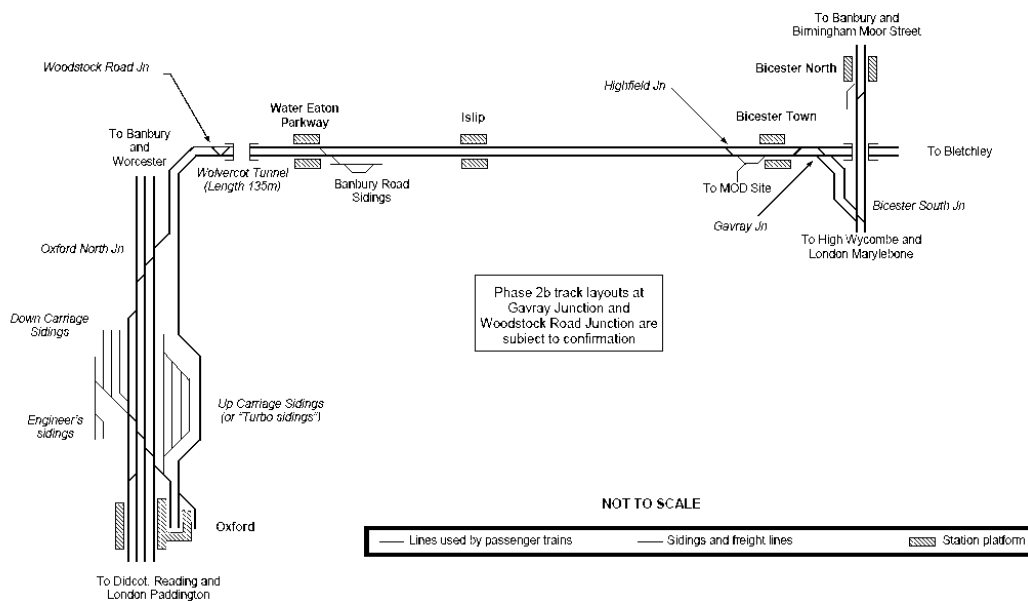 To Banbury and
Birmingham Moor Street
Woodstock Road Jn
Bicester North
Highfield Jn
Water Eaton
Parkway
Islip
Bicester Town
To Banbury
and
Worcester
To Bletchley
Wolvercot Tunnel
(Length 135m)
Banbury Road
Sidings
To MOD Site
Bicester South Jn
Gavray Jn
To High Wycombe and
London Marylebone
Oxford North Jn
Phase 2b track layouts at
Gavray Junction and
Woodstock Road Junction are
subject to confirmation
Down Carriage
Sidings
Up Carriage Sidings
(or "Turbo sidings")
Engineer's
sidings
NOT TO SCALE
Oxford
Lines used by passenger trains
Sidings and freight lines
Station platform
To Didcot, Reading and
London Paddington